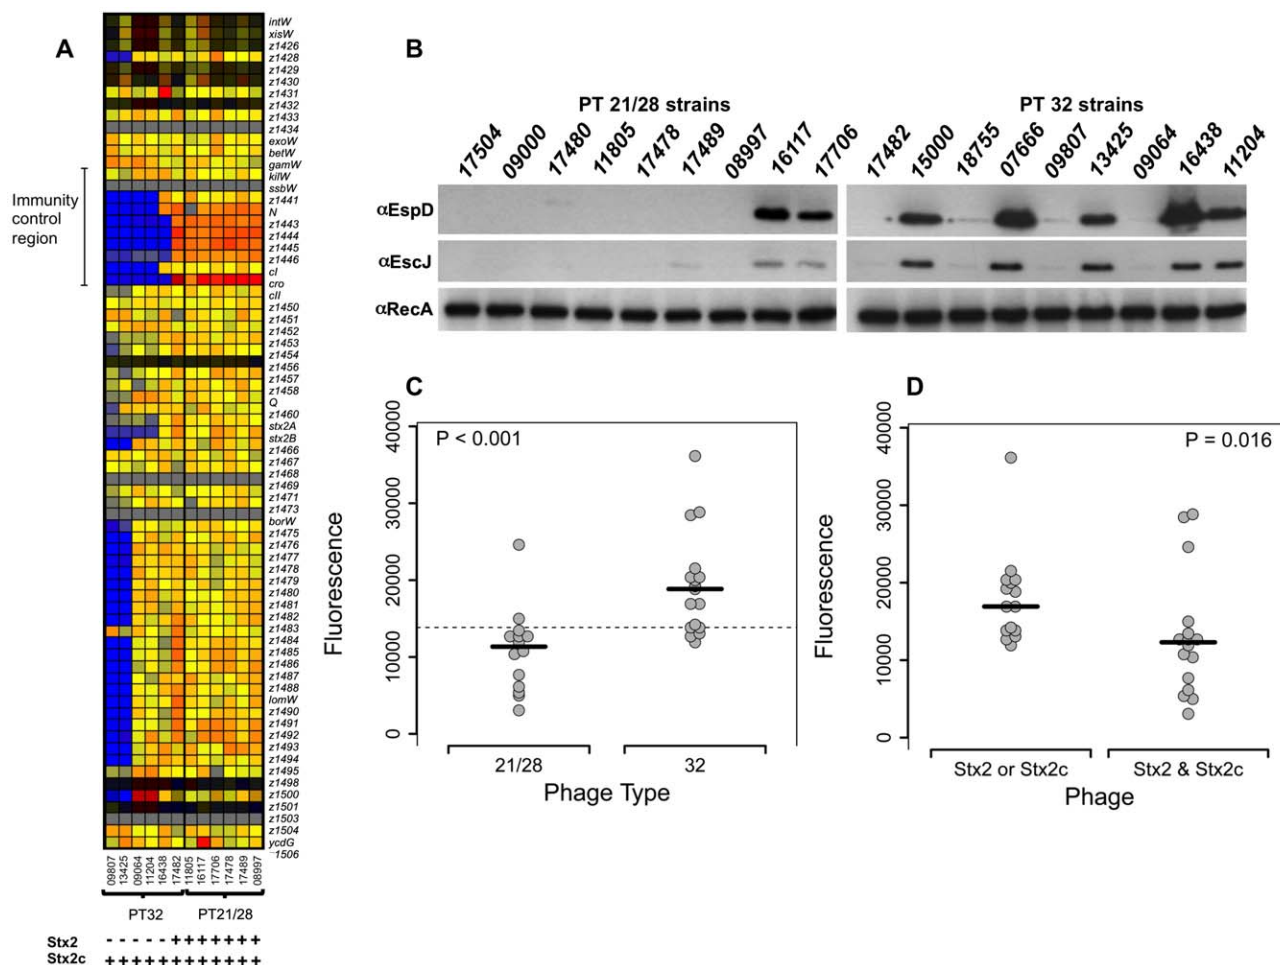 A
intW
xisW
z1426
z1428
z1429
z1430
z1431
z1432
z1433
z1434
exoW
betW
gamW
kilW
ssbW
z1441
N
z1443
z1444
z1445
z1446
cI
cro
cII
z1450
z1451
z1452
z1453
z1454
z1456
z1457
z1458
Q
z1460
stx2A
stx2B
z1466
z1467
z1468
z1469
z1471
z1473
borW
z1475
z1476
z1477
z1478
z1479
z1480
z1481
z1482
z1483
z1484
z1485
z1486
z1487
z1488
lomW
z1490
z1491
z1492
z1493
z1494
z1495
z1498
z1500
z1501
z1503
z1504
ycdG
1506
Immunity
control
region
09807 13425 09064 11204 16438 17482 11805 16117 17706 17478 17489 08997
PT32 PT21/28
Stx2 - - - - - + + + + + + +
Stx2c + + + + + + + + + + + +
B
PT 21/28 strains PT 32 strains
17504 09000 17480 11805 17478 17489 08997 16117 17706 17482 15000 18755 07666 09807 13425 09064 16438 11204
αEspD
αEscJ
αRecA
C
P < 0.001
Fluorescence
40000
30000
20000
10000
0
21/28 32
Phage Type
D
P = 0.016
Fluorescence
40000
30000
20000
10000
0
Stx2 or Stx2c Stx2 & Stx2c
Phage